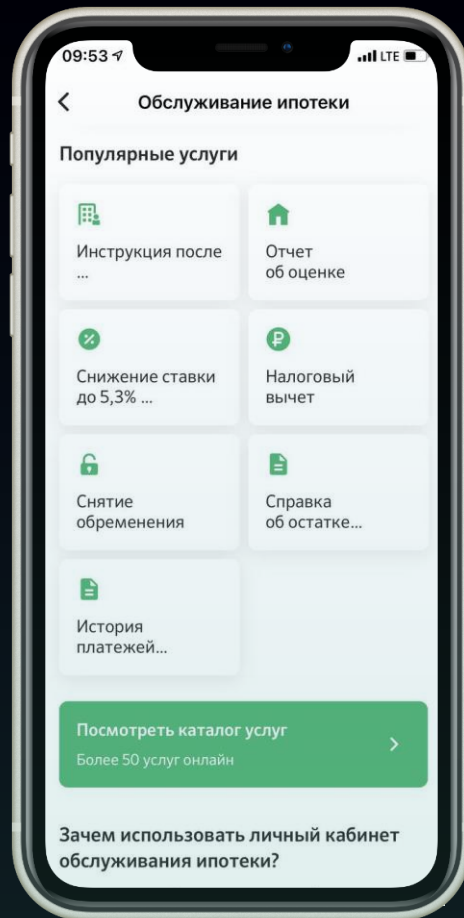 09:53
LTE
Обслуживание ипотеки
Популярные услуги
Инструкция после
...
Отчет
об оценке
Снижение ставки
до 5,3% ...
Налоговый
вычет
Снятие
обременения
Справка
об остатке...
История
платежей...
Посмотреть каталог услуг
Более 50 услуг онлайн
Зачем использовать личный кабинет
обслуживания ипотеки?